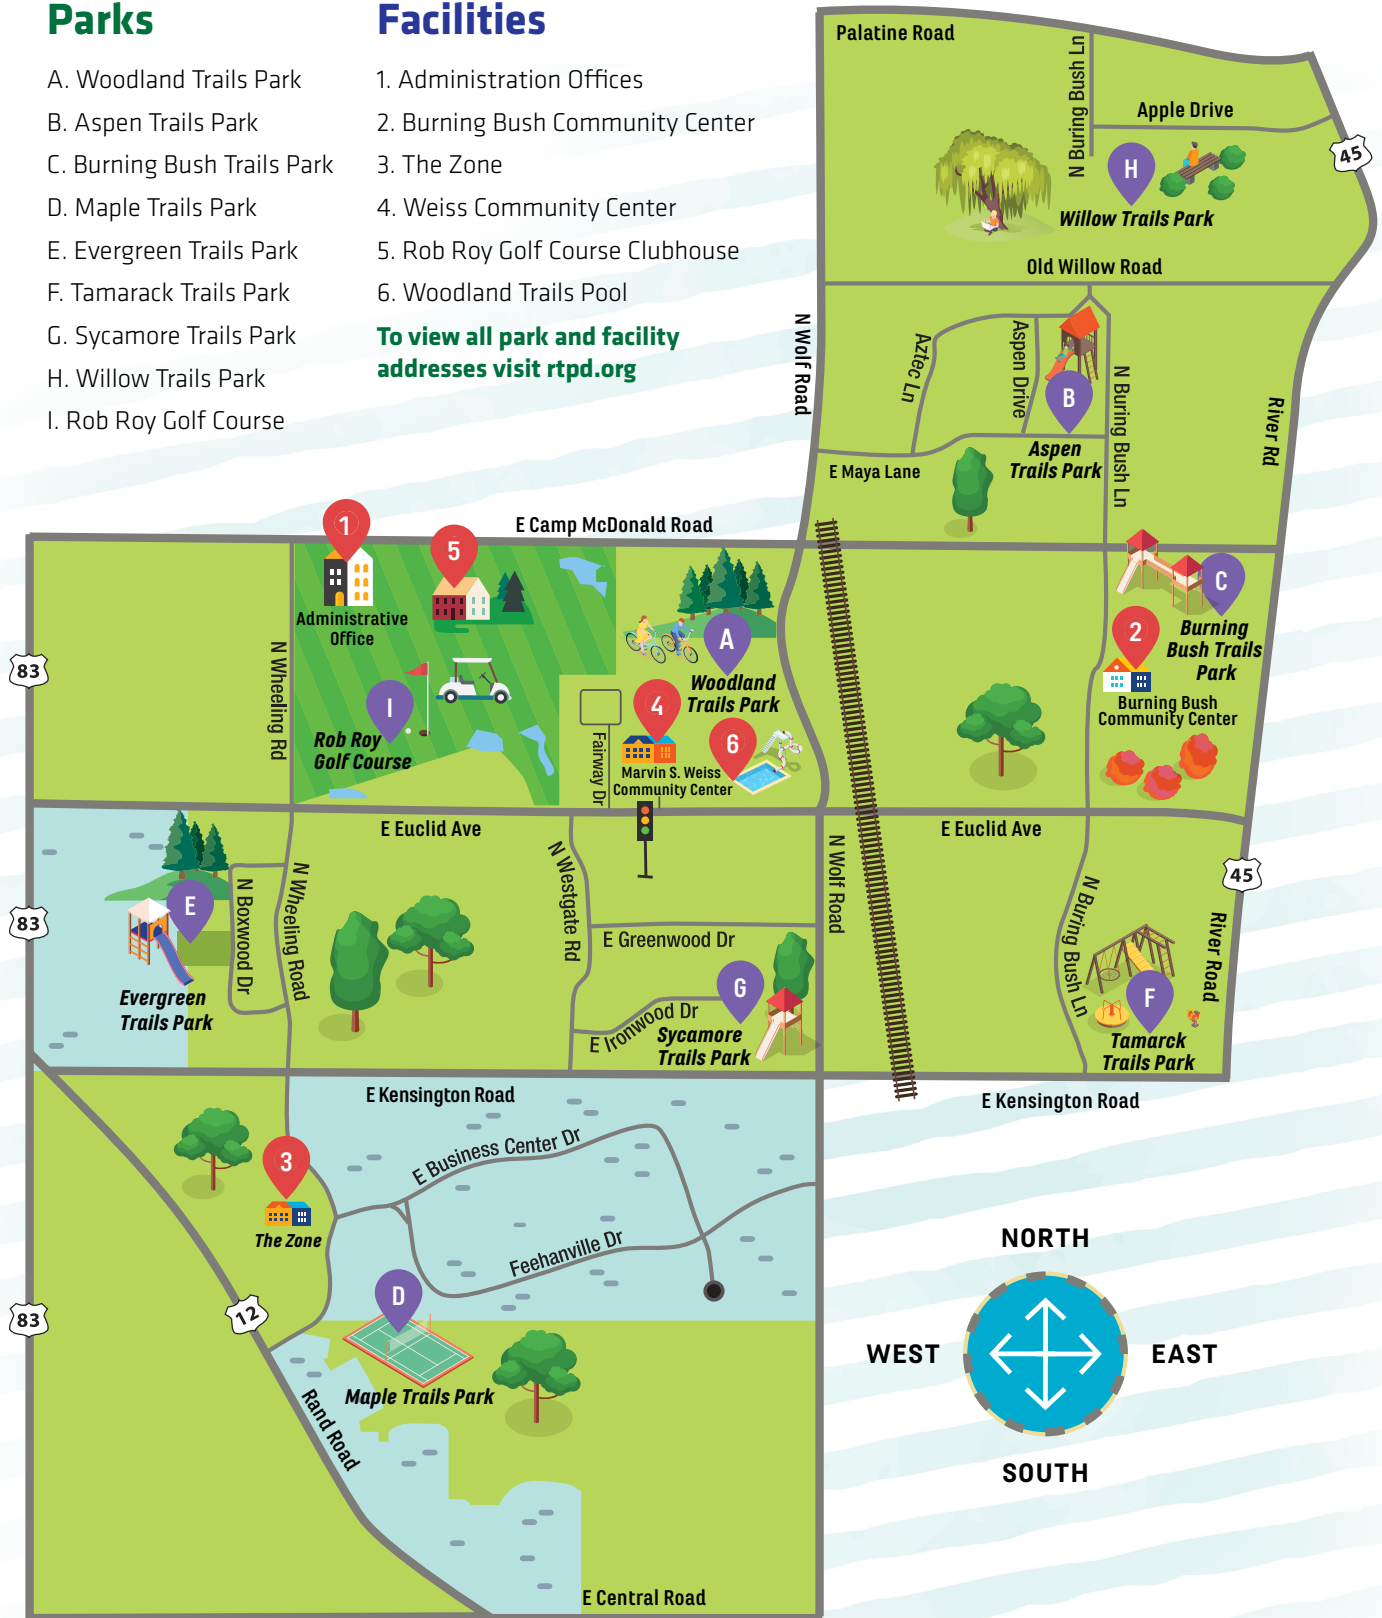 Parks
A. Woodland Trails Park
B. Aspen Trails Park
C. Burning Bush Trails Park
D. Maple Trails Park
E. Evergreen Trails Park
F. Tamarack Trails Park
G. Sycamore Trails Park
H. Willow Trails Park
I. Rob Roy Golf Course
Facilities
1. Administration Offices
2. Burning Bush Community Center
3. The Zone
4. Weiss Community Center
5. Rob Roy Golf Course Clubhouse
6. Woodland Trails Pool
To view all park and facility
addresses visit rtpd.org
Palatine Road
N Buring Bush Ln
Apple Drive
45
H
Willow Trails Park
Old Willow Road
N Wolf Road
Aztec Ln
Aspen Drive
B
N Buring Bush Ln
River Rd
Aspen
Trails Park
E Maya Lane
E Camp McDonald Road
1
5
Administrative
Office
A
Woodland
Trails Park
C
2
Burning
Bush Trails
Park
Burning Bush
Community Center
83
N Wheeling Rd
I
Rob Roy
Golf Course
4
6
Fairway Dr
Marvin S. Weiss
Community Center
E Euclid Ave
E Euclid Ave
N Wolf Road
45
83
E
N Boxwood Dr
N Wheeling Road
N Westgate Rd
E Greenwood Dr
N Buring Bush Ln
River Road
Evergreen
Trails Park
G
E Ironwood Dr
Sycamore
Trails Park
F
Tamarck
Trails Park
E Kensington Road
E Kensington Road
E Business Center Dr
3
The Zone
Feehanville Dr
D
83
12
Maple Trails Park
Rand Road
E Central Road
NORTH
WEST
EAST
SOUTH